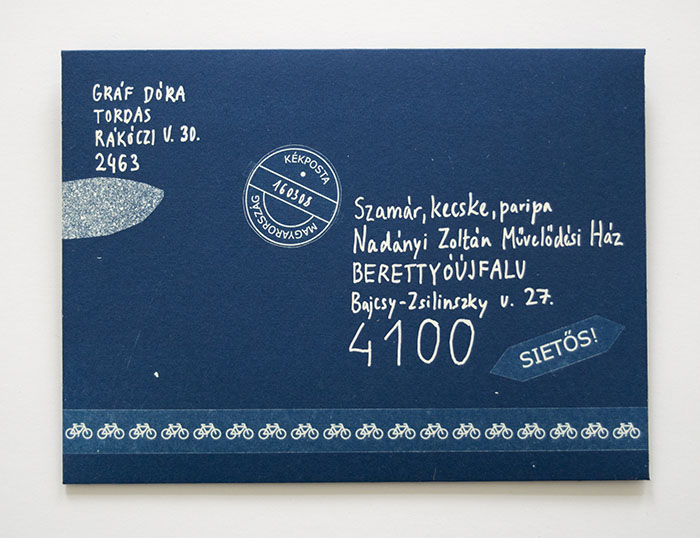 GRÁF DÓRA
TORDAS
RÁKÓCZI V. 30.
2463
KÉKPOSTA
160308
MAGYARORSZÁG
Szamár, kecske, paripa
Nadányi Zoltán Művelődési Ház
BERETTYÓÚJFALU
Bajcsy-Zsilinszky u. 27.
4100
SIETŐS!